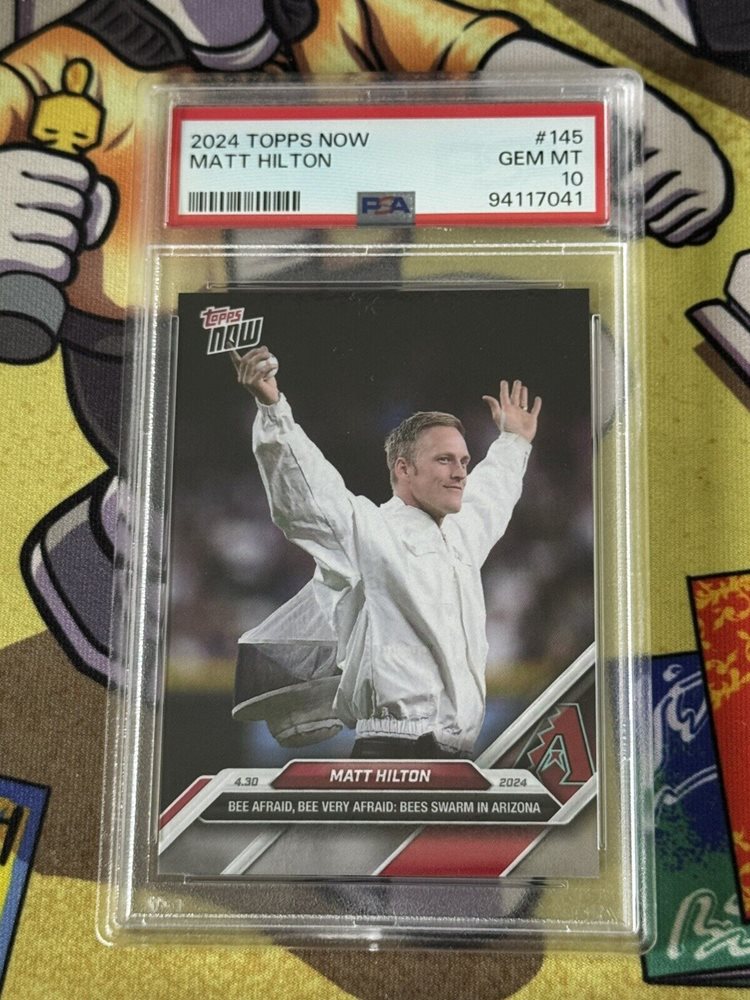 2024 TOPPS NOW #145
MATT HILTON GEM MT
10
94117041
PSA
topps
NOW
4.30 MATT HILTON 2024
BEE AFRAID, BEE VERY AFRAID: BEES SWARM IN ARIZONA